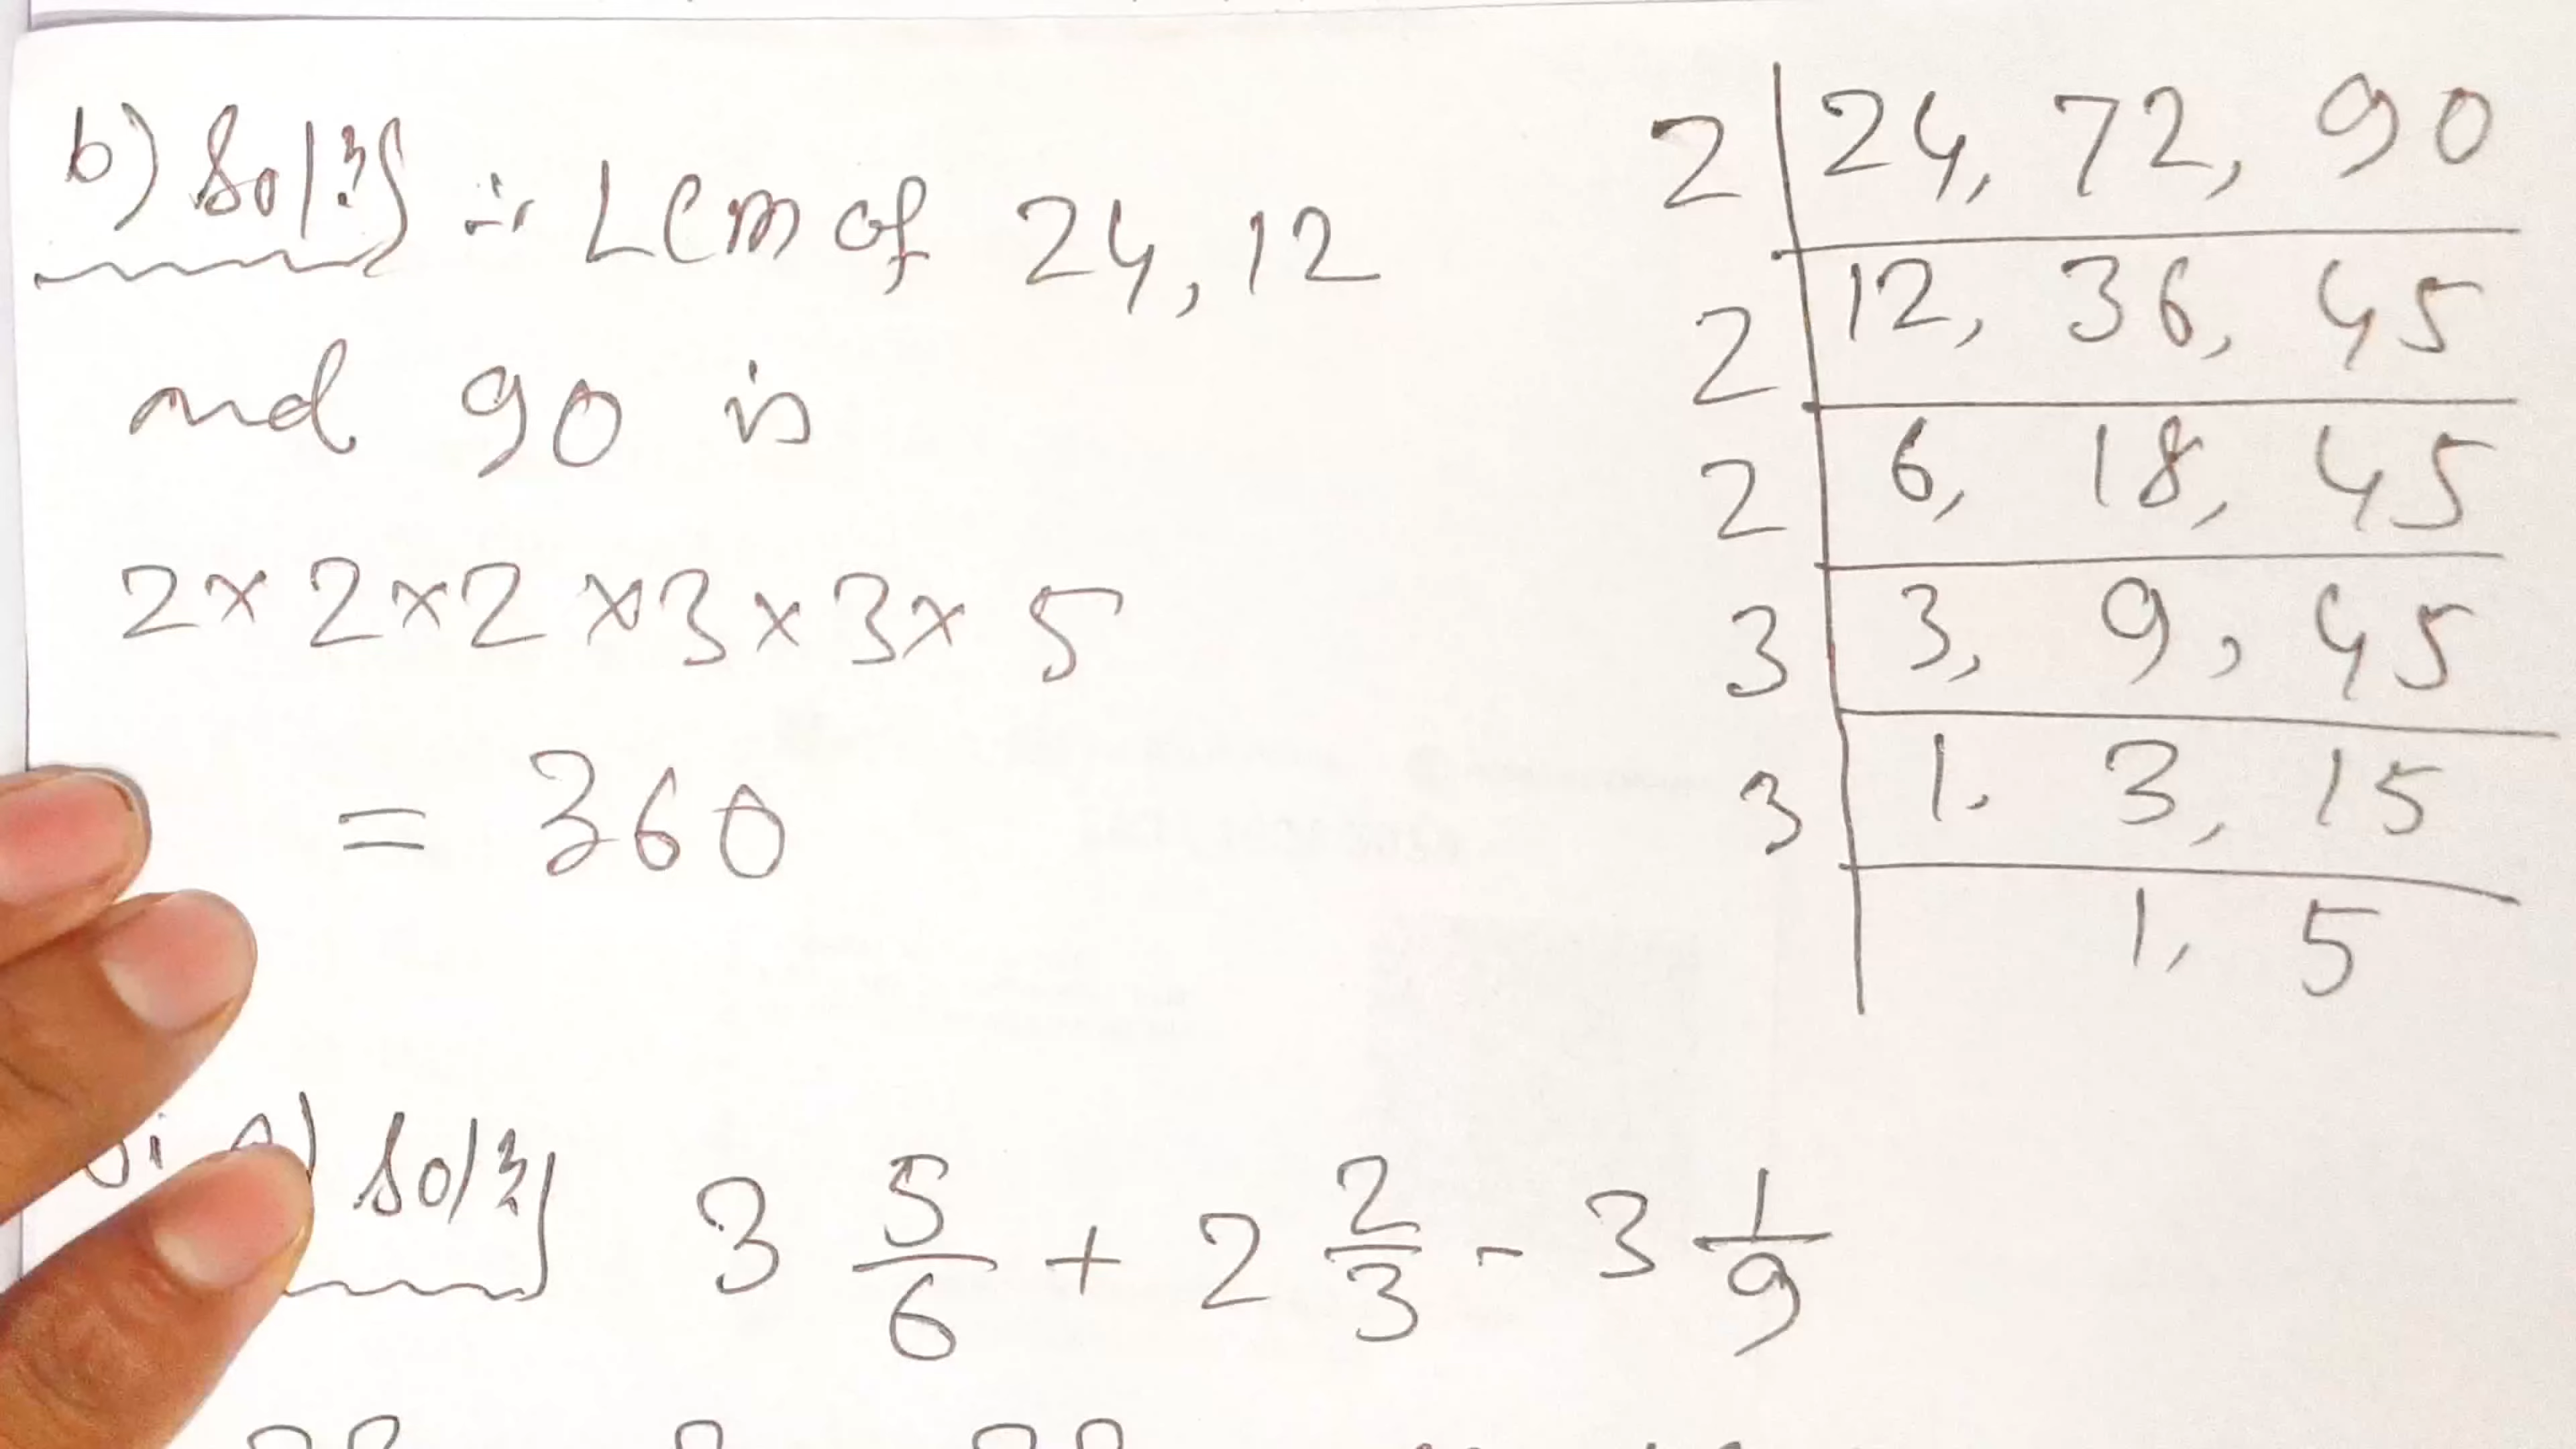 b) Sol? :- LCM of 24, 12
and 90 is
2 × 2 × 2 × 3 × 3 × 5
= 360
2 | 24, 72, 90
2 | 12, 36, 45
2 | 6, 18, 45
3 | 3, 9, 45
3 | 1, 3, 15
1, 5
) Sol? 3 5/6 + 2 2/3 - 3 1/9